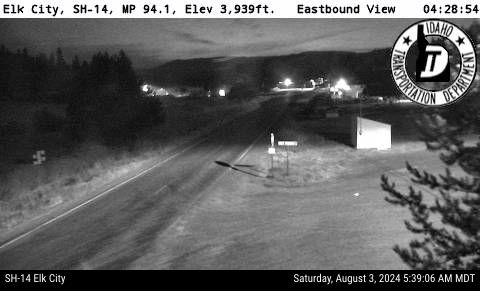 Elk City, SH-14, MP 94.1, Elev 3,939ft. Eastbound View 04:28:54
IDAHO
TRANSPORTATION DEPARTMENT
SH-14 Elk City Saturday, August 3, 2024 5:39:06 AM MDT